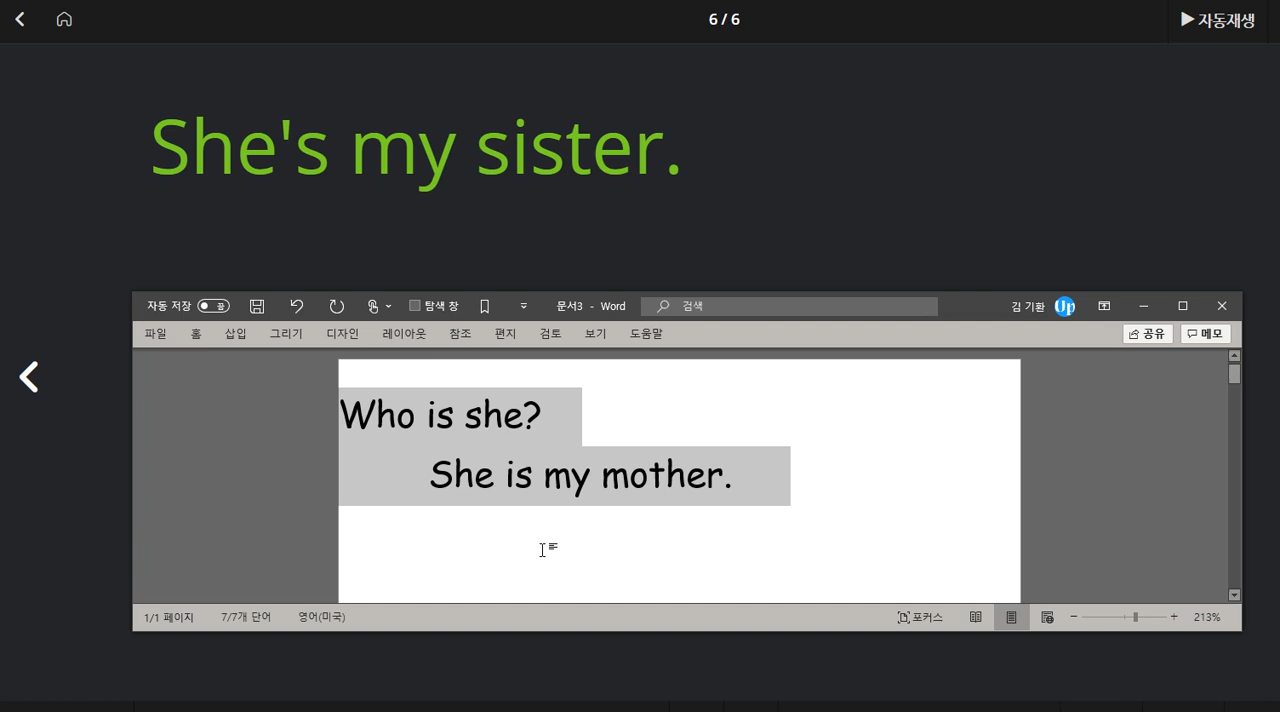 6 / 6
▶ 자동재생
She's my sister.
자동 저장 끔 탐색 창 문서3 - Word 검색 김 기환 Up
파일 홈 삽입 그리기 디자인 레이아웃 참조 편지 검토 보기 도움말 공유 메모
Who is she?
She is my mother.
1/1 페이지 7/7개 단어 영어(미국) 포커스 213%